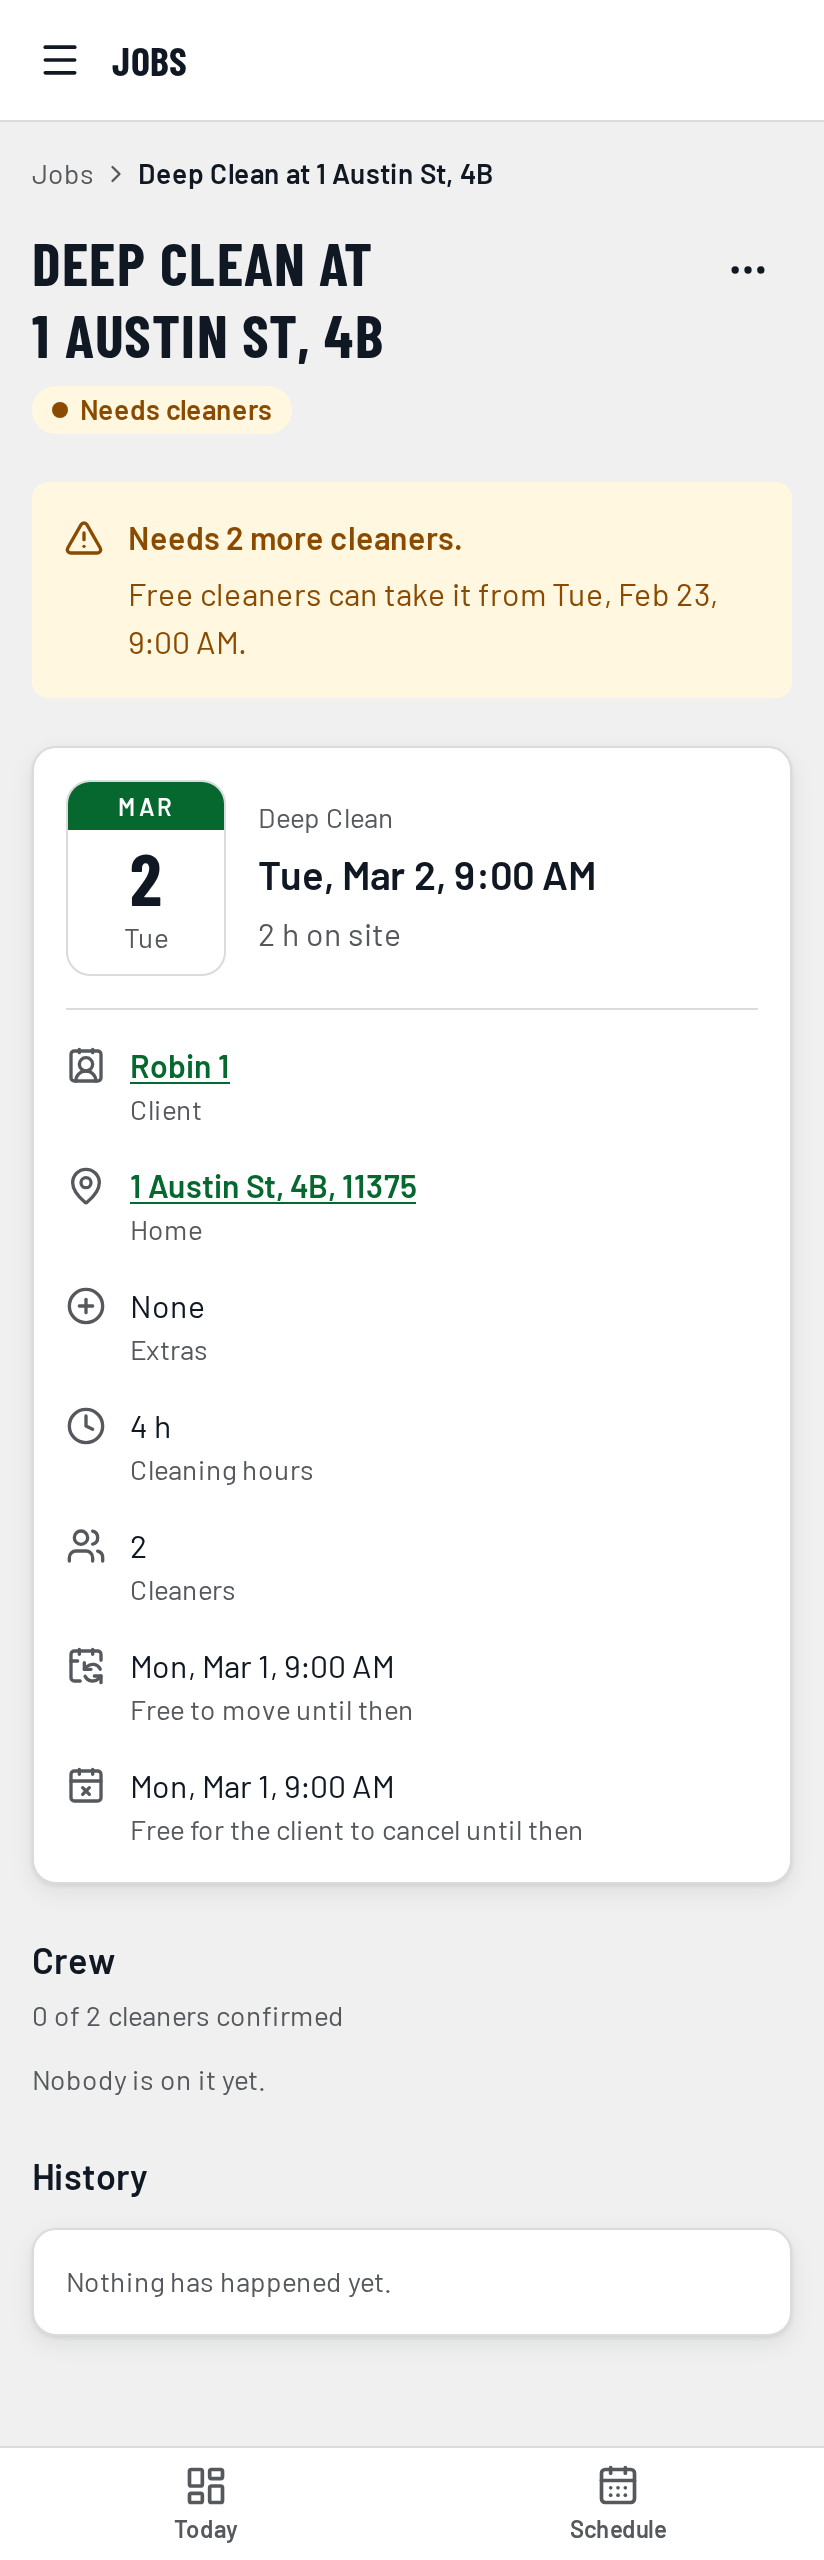 JOBS
Jobs > Deep Clean at 1 Austin St, 4B
DEEP CLEAN AT
1 AUSTIN ST, 4B
Needs cleaners
Needs 2 more cleaners.
Free cleaners can take it from Tue, Feb 23,
9:00 AM.
MAR
2
Tue
Deep Clean
Tue, Mar 2, 9:00 AM
2 h on site
Robin 1
Client
1 Austin St, 4B, 11375
Home
None
Extras
4 h
Cleaning hours
2
Cleaners
Mon, Mar 1, 9:00 AM
Free to move until then
Mon, Mar 1, 9:00 AM
Free for the client to cancel until then
Crew
0 of 2 cleaners confirmed
Nobody is on it yet.
History
Nothing has happened yet.
Today
Schedule